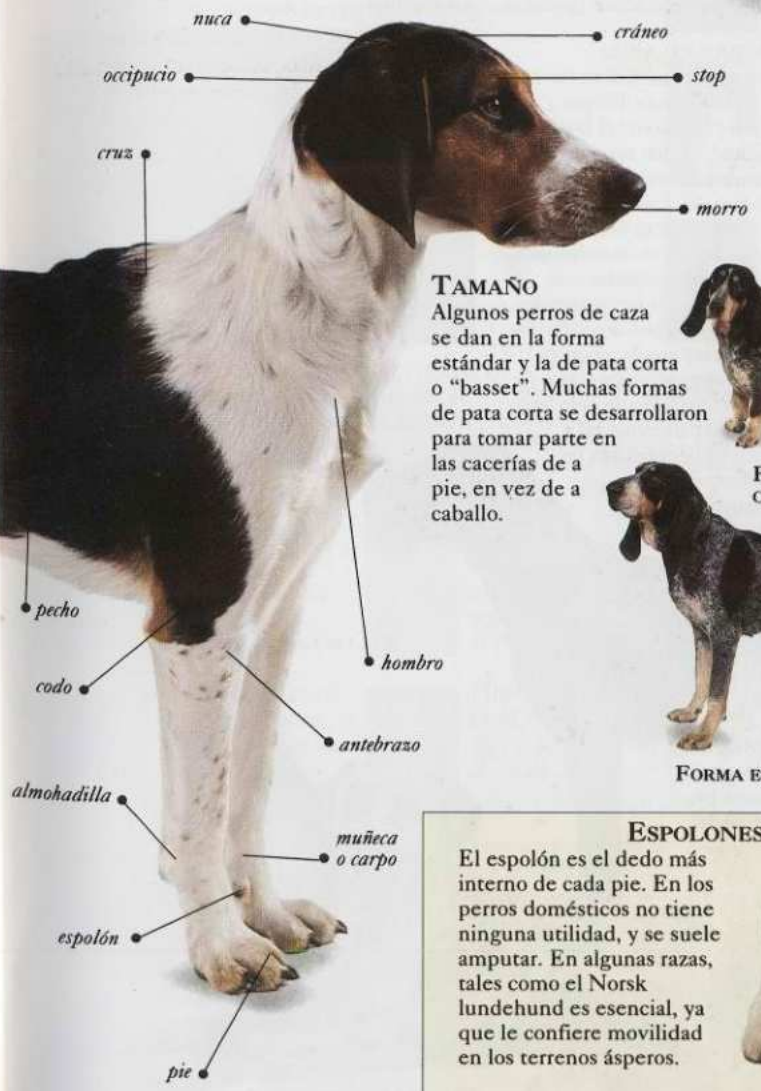 nuca
cráneo
occipucio
stop
cruz
morro
TAMAÑO
Algunos perros de caza
se dan en la forma
estándar y la de pata corta
o “basset”. Muchas formas
de pata corta se desarrollaron
para tomar parte en
las cacerías de a
pie, en vez de a
caballo.
pecho
hombro
codo
antebrazo
FORMA E
almohadilla
muñeca
o carpo
espolón
pie
ESPOLONES
El espolón es el dedo más
interno de cada pie. En los
perros domésticos no tiene
ninguna utilidad, y se suele
amputar. En algunas razas,
tales como el Norsk
lundehund es esencial, ya
que le confiere movilidad
en los terrenos ásperos.